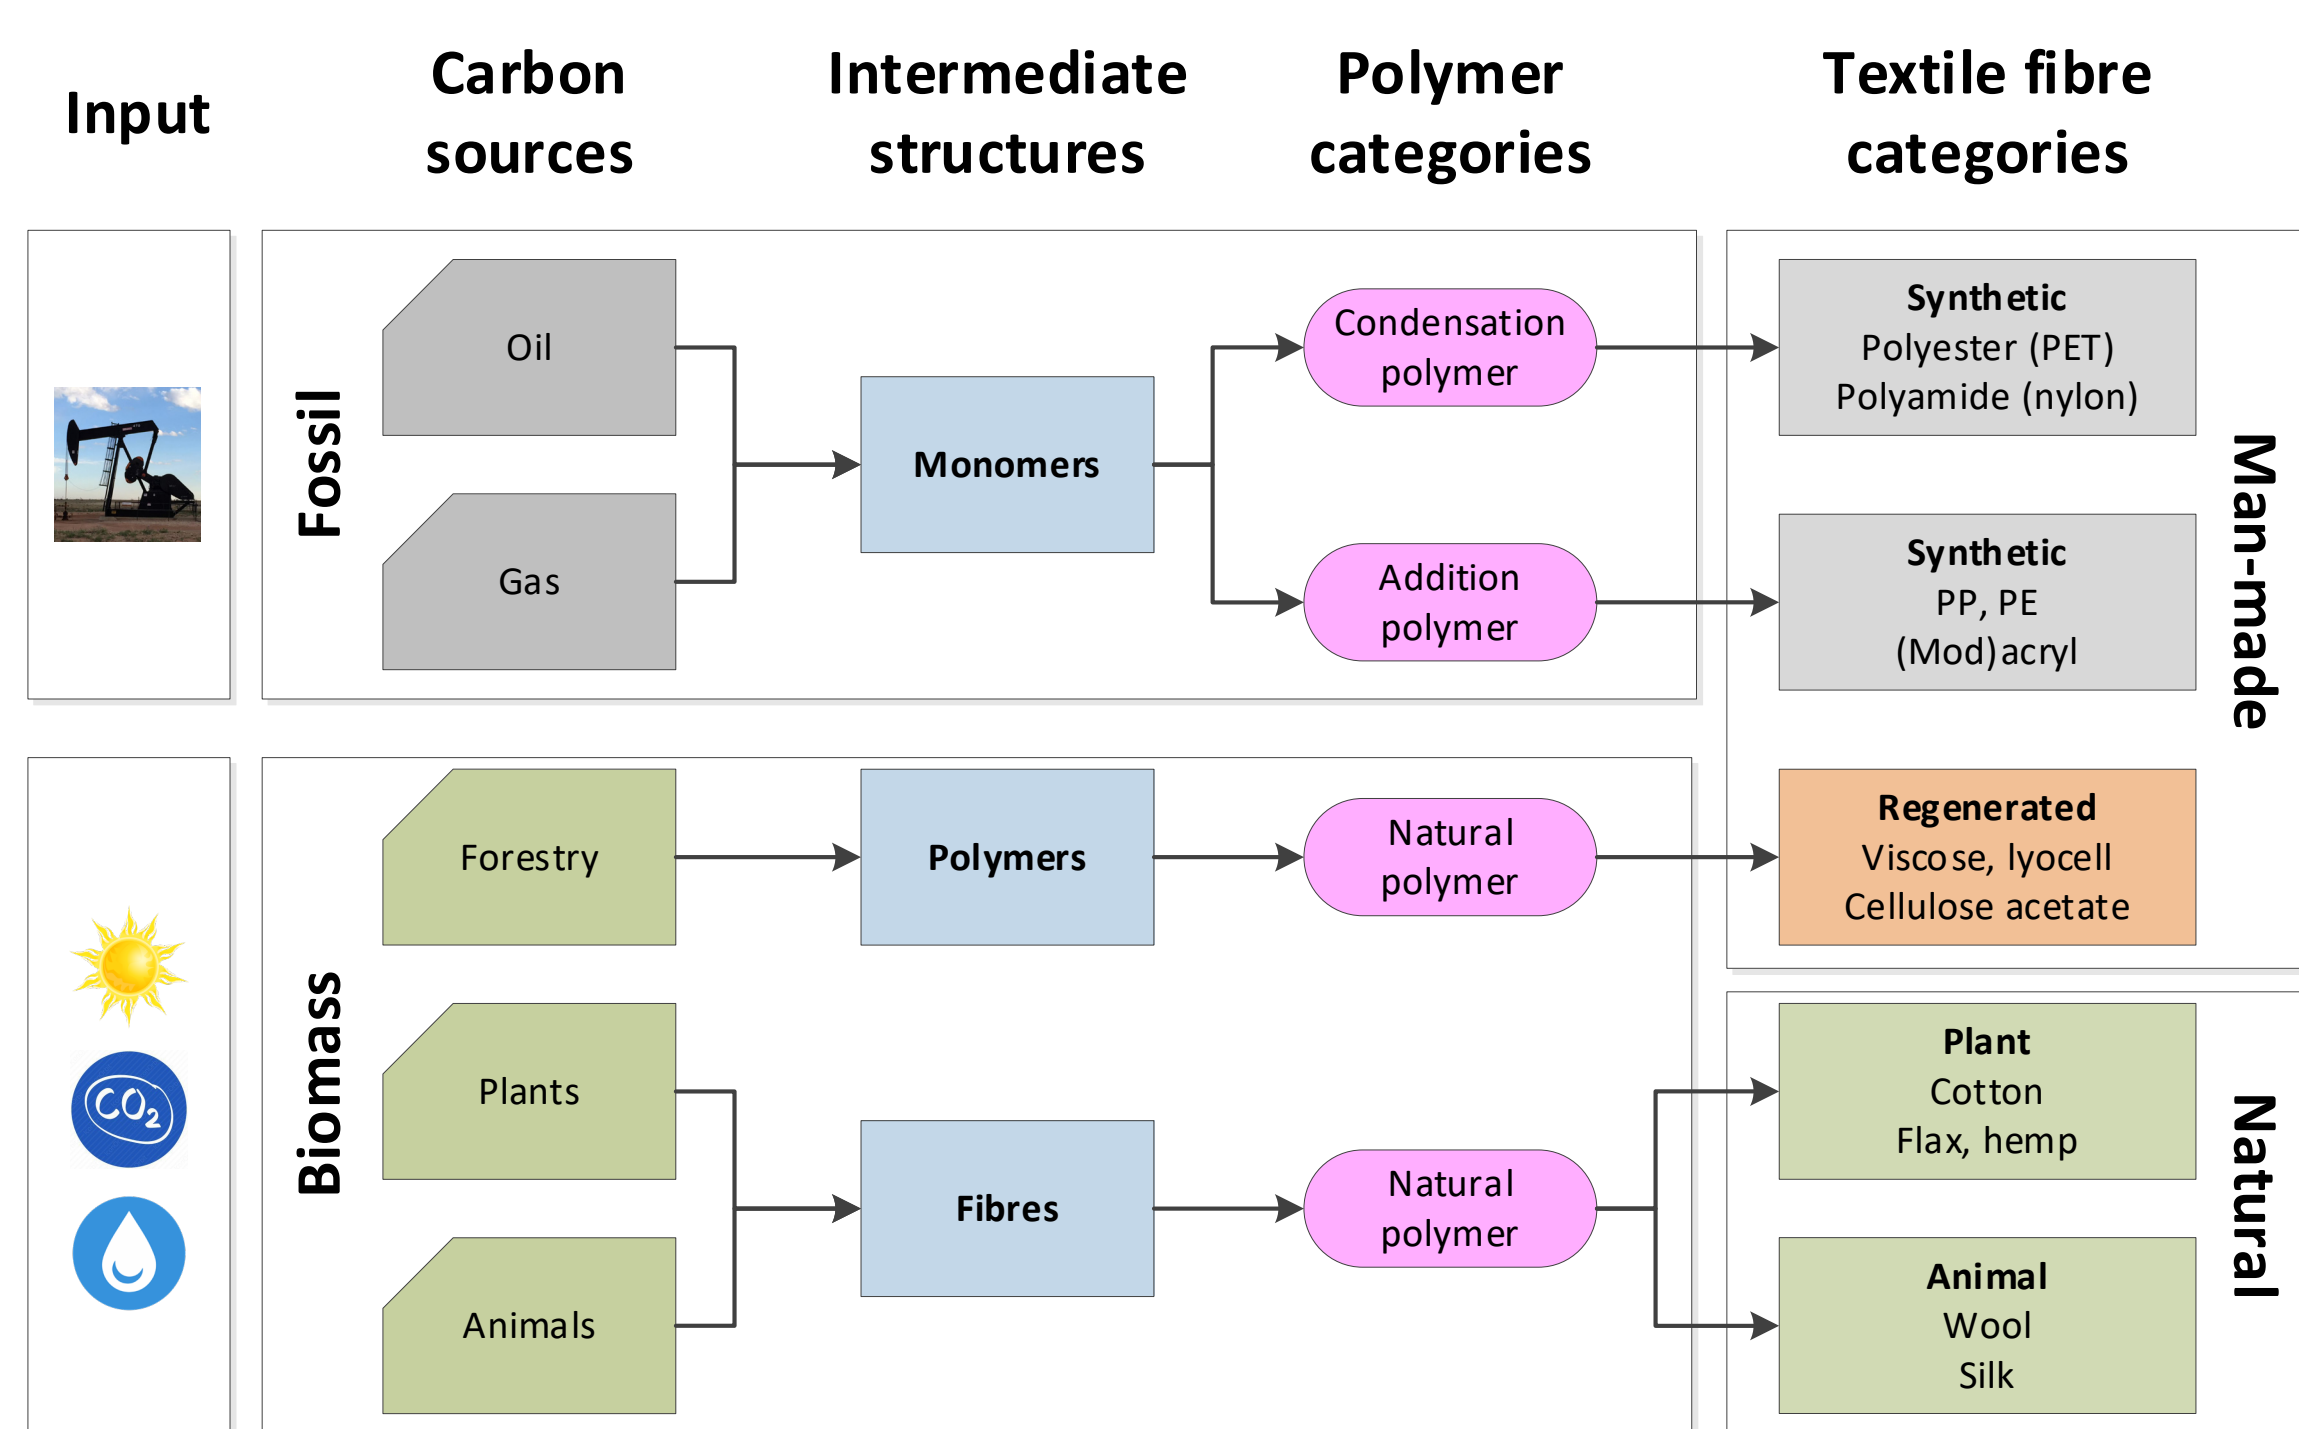 Input
Carbon
sources
Intermediate
structures
Polymer
categories
Textile fibre
categories
Fossil
Oil
Gas
Monomers
Condensation
polymer
Addition
polymer
Synthetic
Polyester (PET)
Polyamide (nylon)
Synthetic
PP, PE
(Mod)acryl
Man-made
Biomass
Forestry
Polymers
Natural
polymer
Regenerated
Viscose, lyocell
Cellulose acetate
CO2
Plants
Animals
Fibres
Natural
polymer
Plant
Cotton
Flax, hemp
Animal
Wool
Silk
Natural